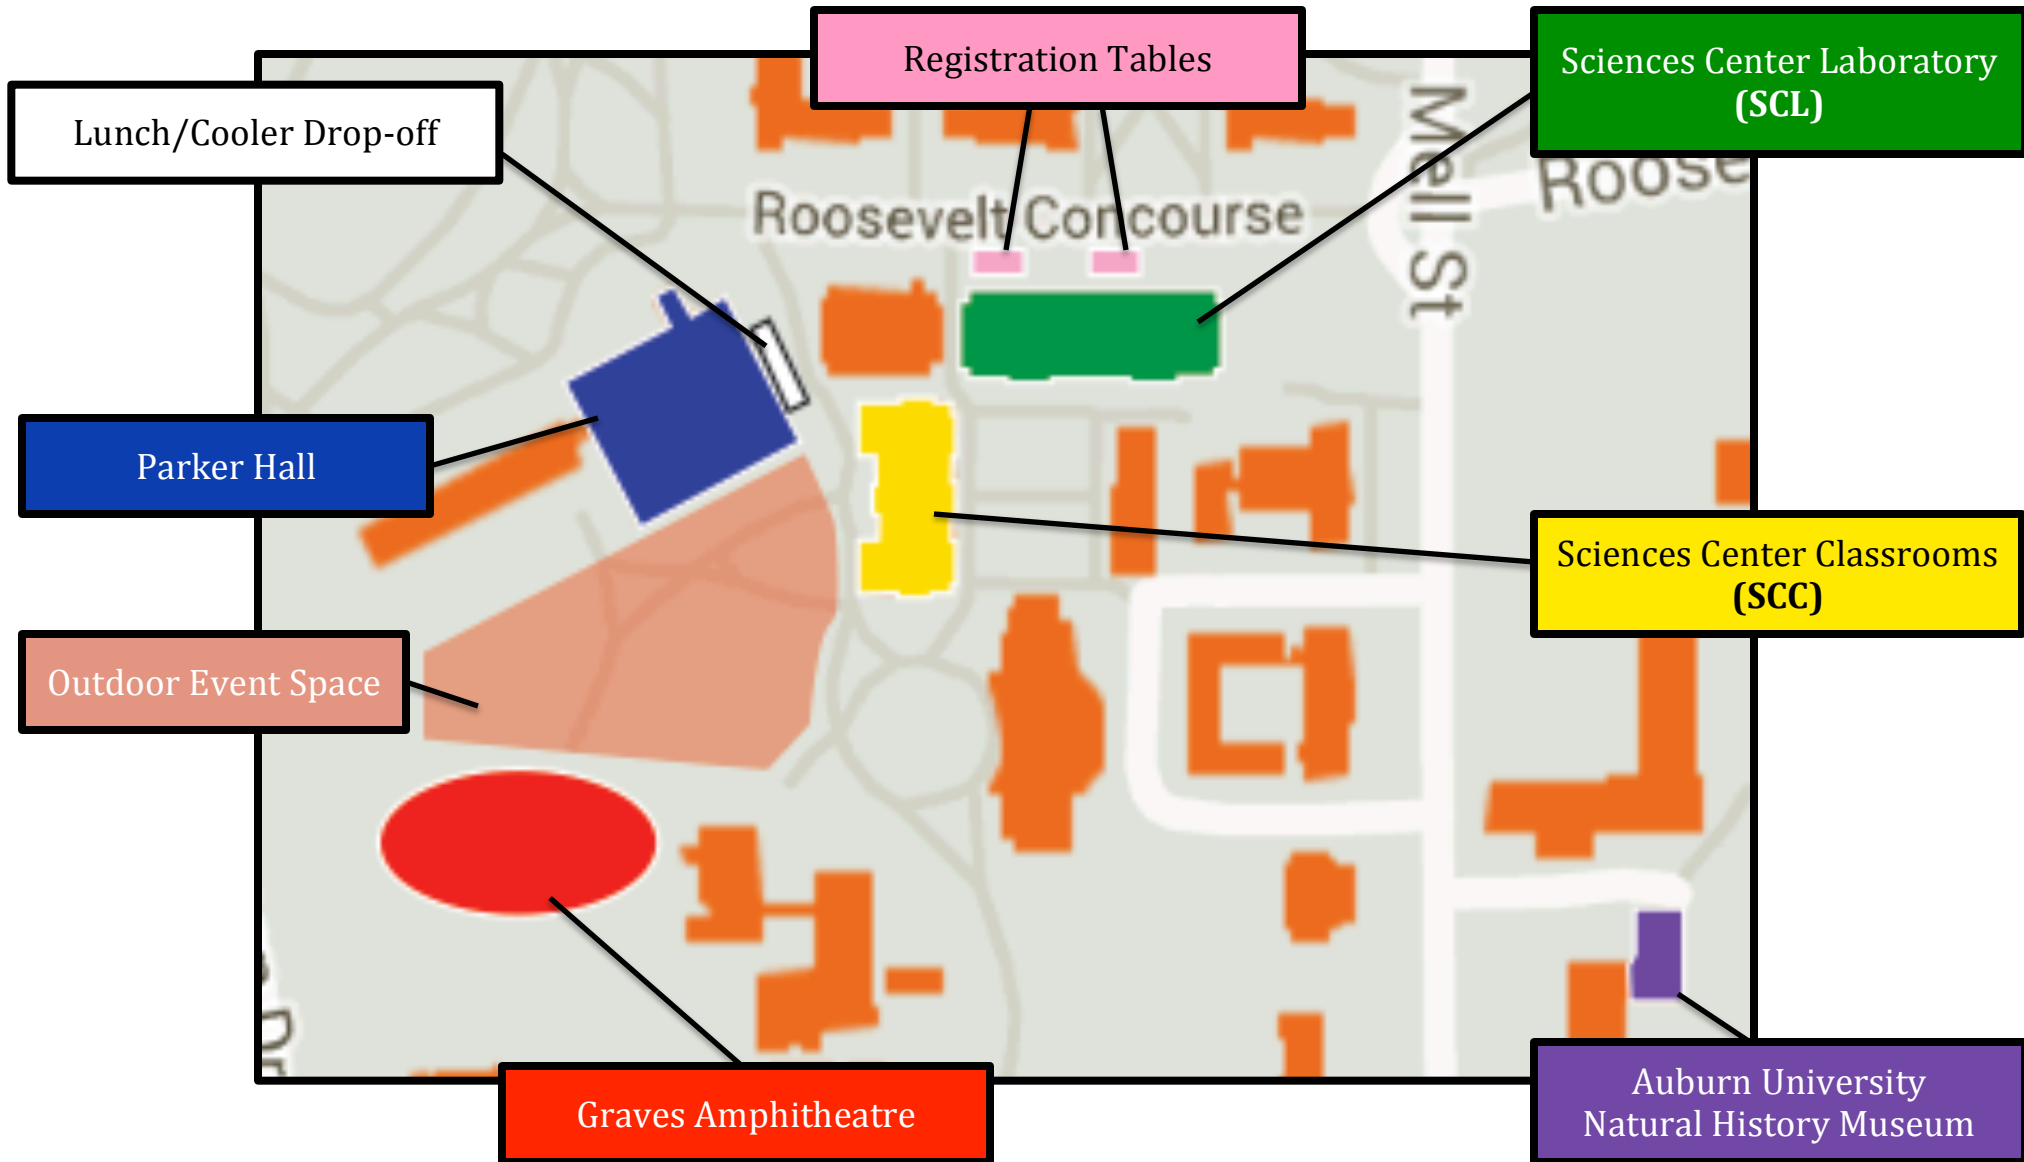 Registration Tables
Sciences Center Laboratory
(SCL)
Lunch/Cooler Drop-off
Roosevelt Concourse
Mell St
Roose
Parker Hall
Sciences Center Classrooms
(SCC)
Outdoor Event Space
Dr
Graves Amphitheatre
Auburn University
Natural History Museum